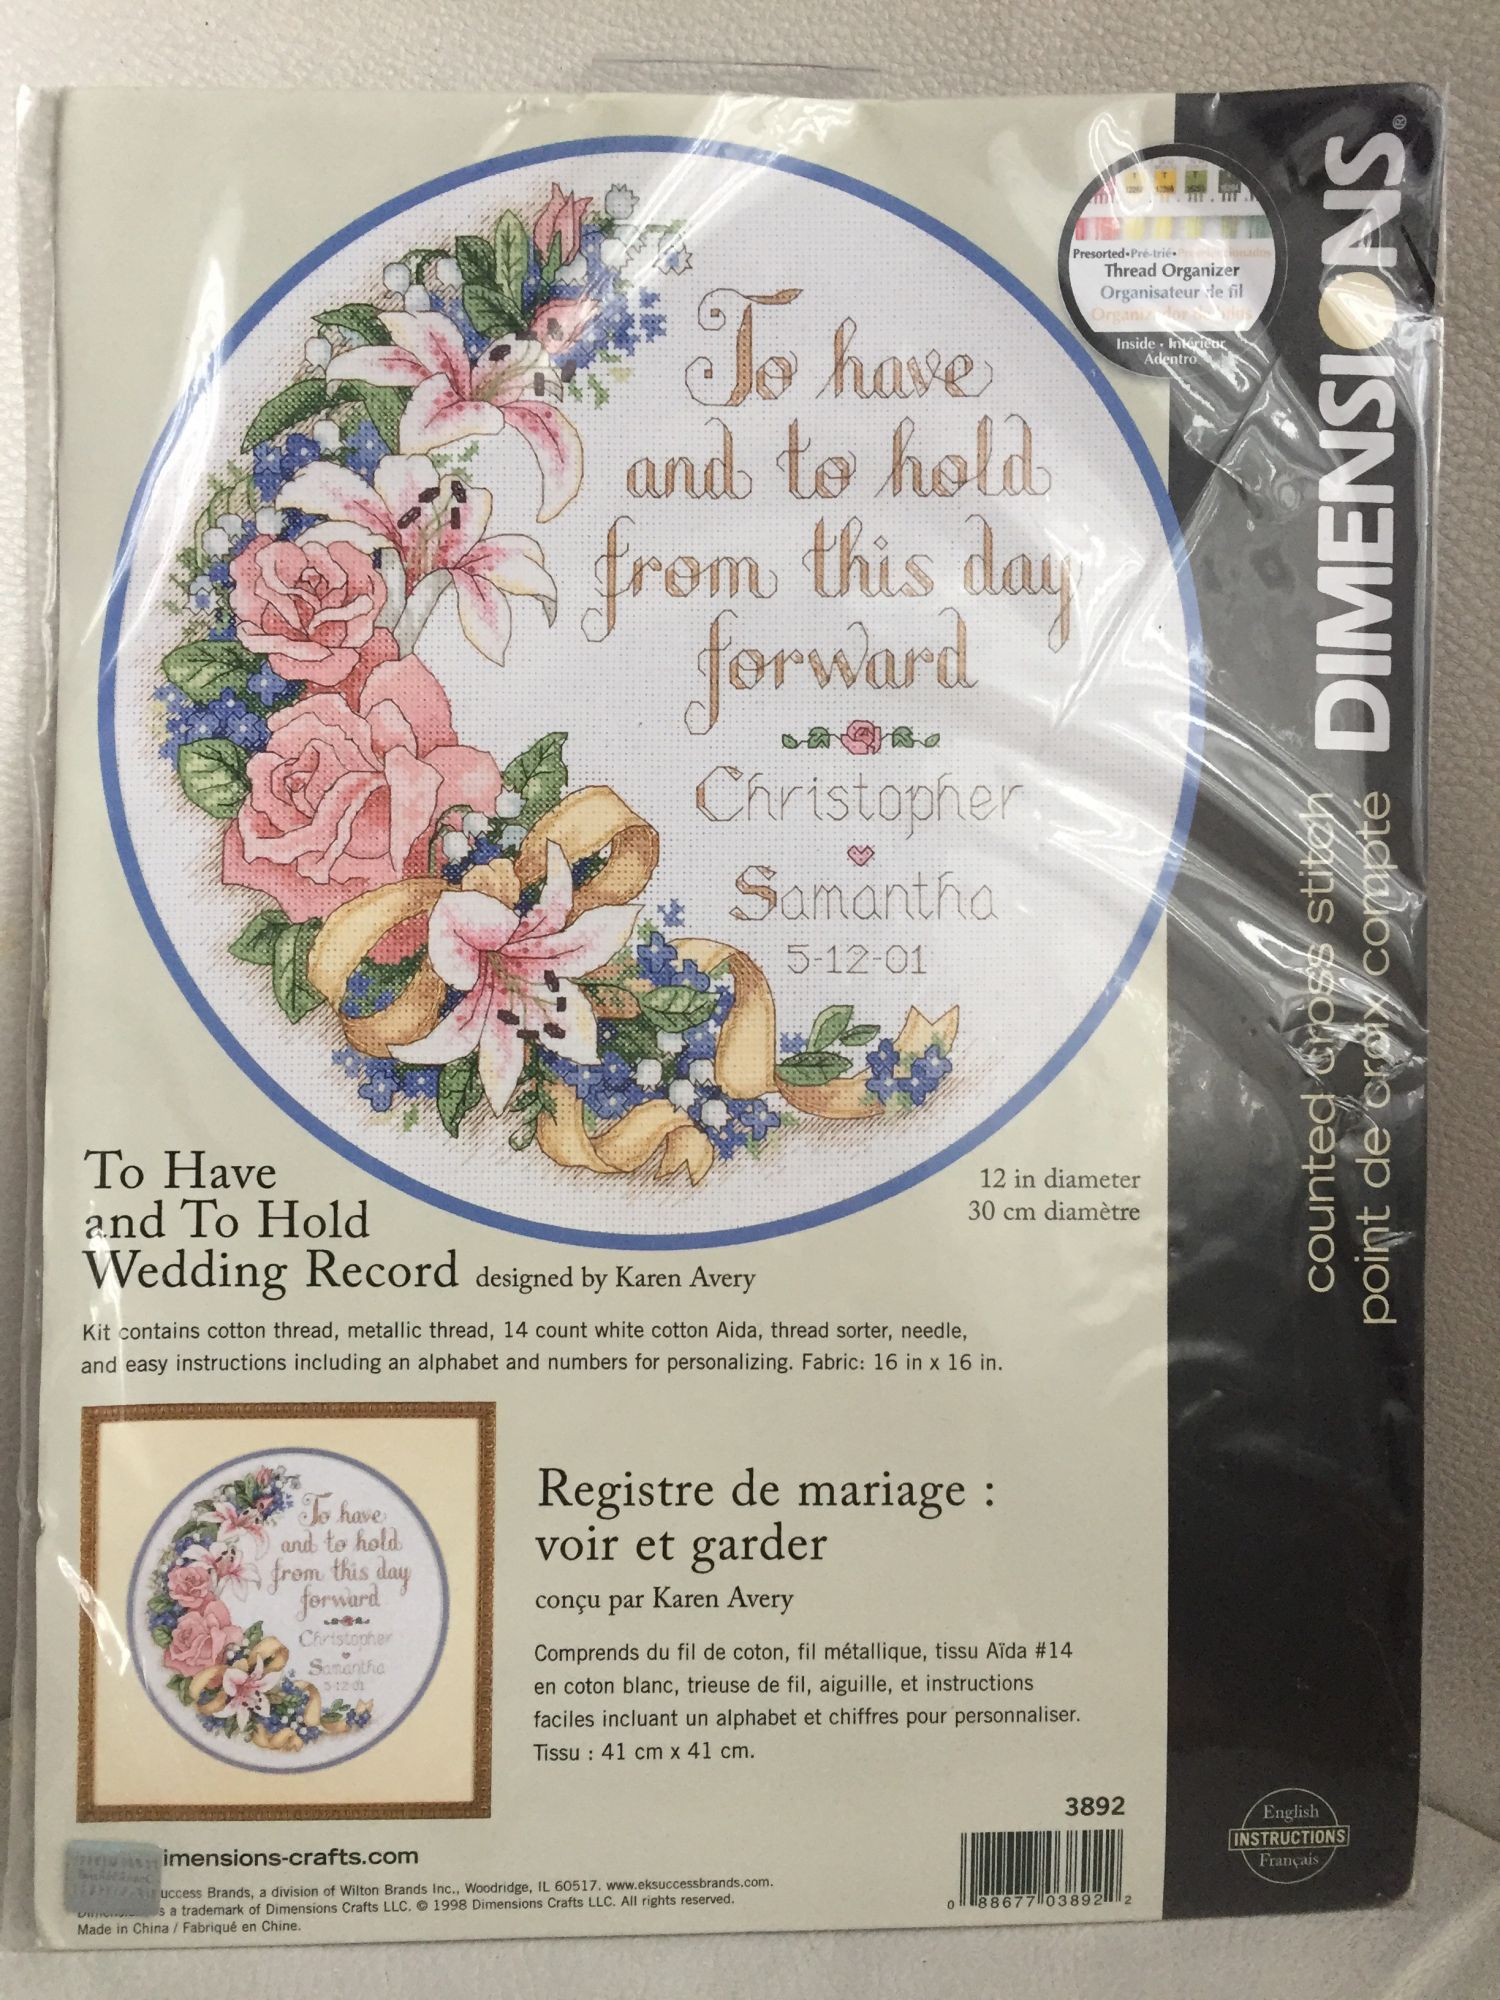 To have
and to hold
from this day
forward
Christopher
Samantha
5-12-01
Presorted•Pré-trié•
Thread Organizer
Organisateur de fil
Inside • Intérieur
Adentro
DIMENSIONS®
counted cross stitch
point de croix compté
To Have
and To Hold
Wedding Record designed by Karen Avery
12 in diameter
30 cm diamètre
Kit contains cotton thread, metallic thread, 14 count white cotton Aida, thread sorter, needle,
and easy instructions including an alphabet and numbers for personalizing. Fabric: 16 in x 16 in.
To have
and to hold
from this day
forward
Christopher
Samantha
5-12-01
Registre de mariage :
voir et garder
conçu par Karen Avery
Comprends du fil de coton, fil métallique, tissu Aïda #14
en coton blanc, trieuse de fil, aiguille, et instructions
faciles incluant un alphabet et chiffres pour personnaliser.
Tissu : 41 cm x 41 cm.
3892
0 88677 03892 2
English
INSTRUCTIONS
Français
imensions-crafts.com
uccess Brands, a division of Wilton Brands Inc., Woodridge, IL 60517. www.eksuccessbrands.com.
s a trademark of Dimensions Crafts LLC. © 1998 Dimensions Crafts LLC. All rights reserved.
Made in China / Fabriqué en Chine.